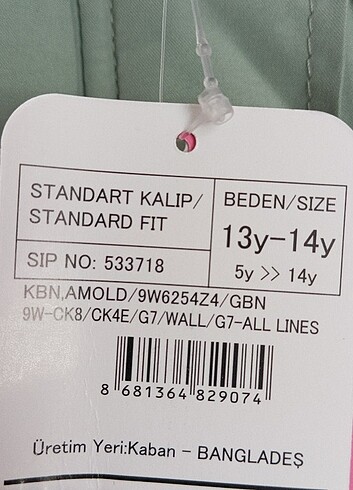 STANDART KALIP/
STANDARD FIT
BEDEN/SIZE
13y-14y
5y >> 14y
SIP NO: 533718
KBN,AMOLD/9W6254Z4/GBN
9W-CK8/CK4E/G7/WALL/G7-ALL LINES
8 681364 829074
Üretim Yeri:Kaban - BANGLADEŞ